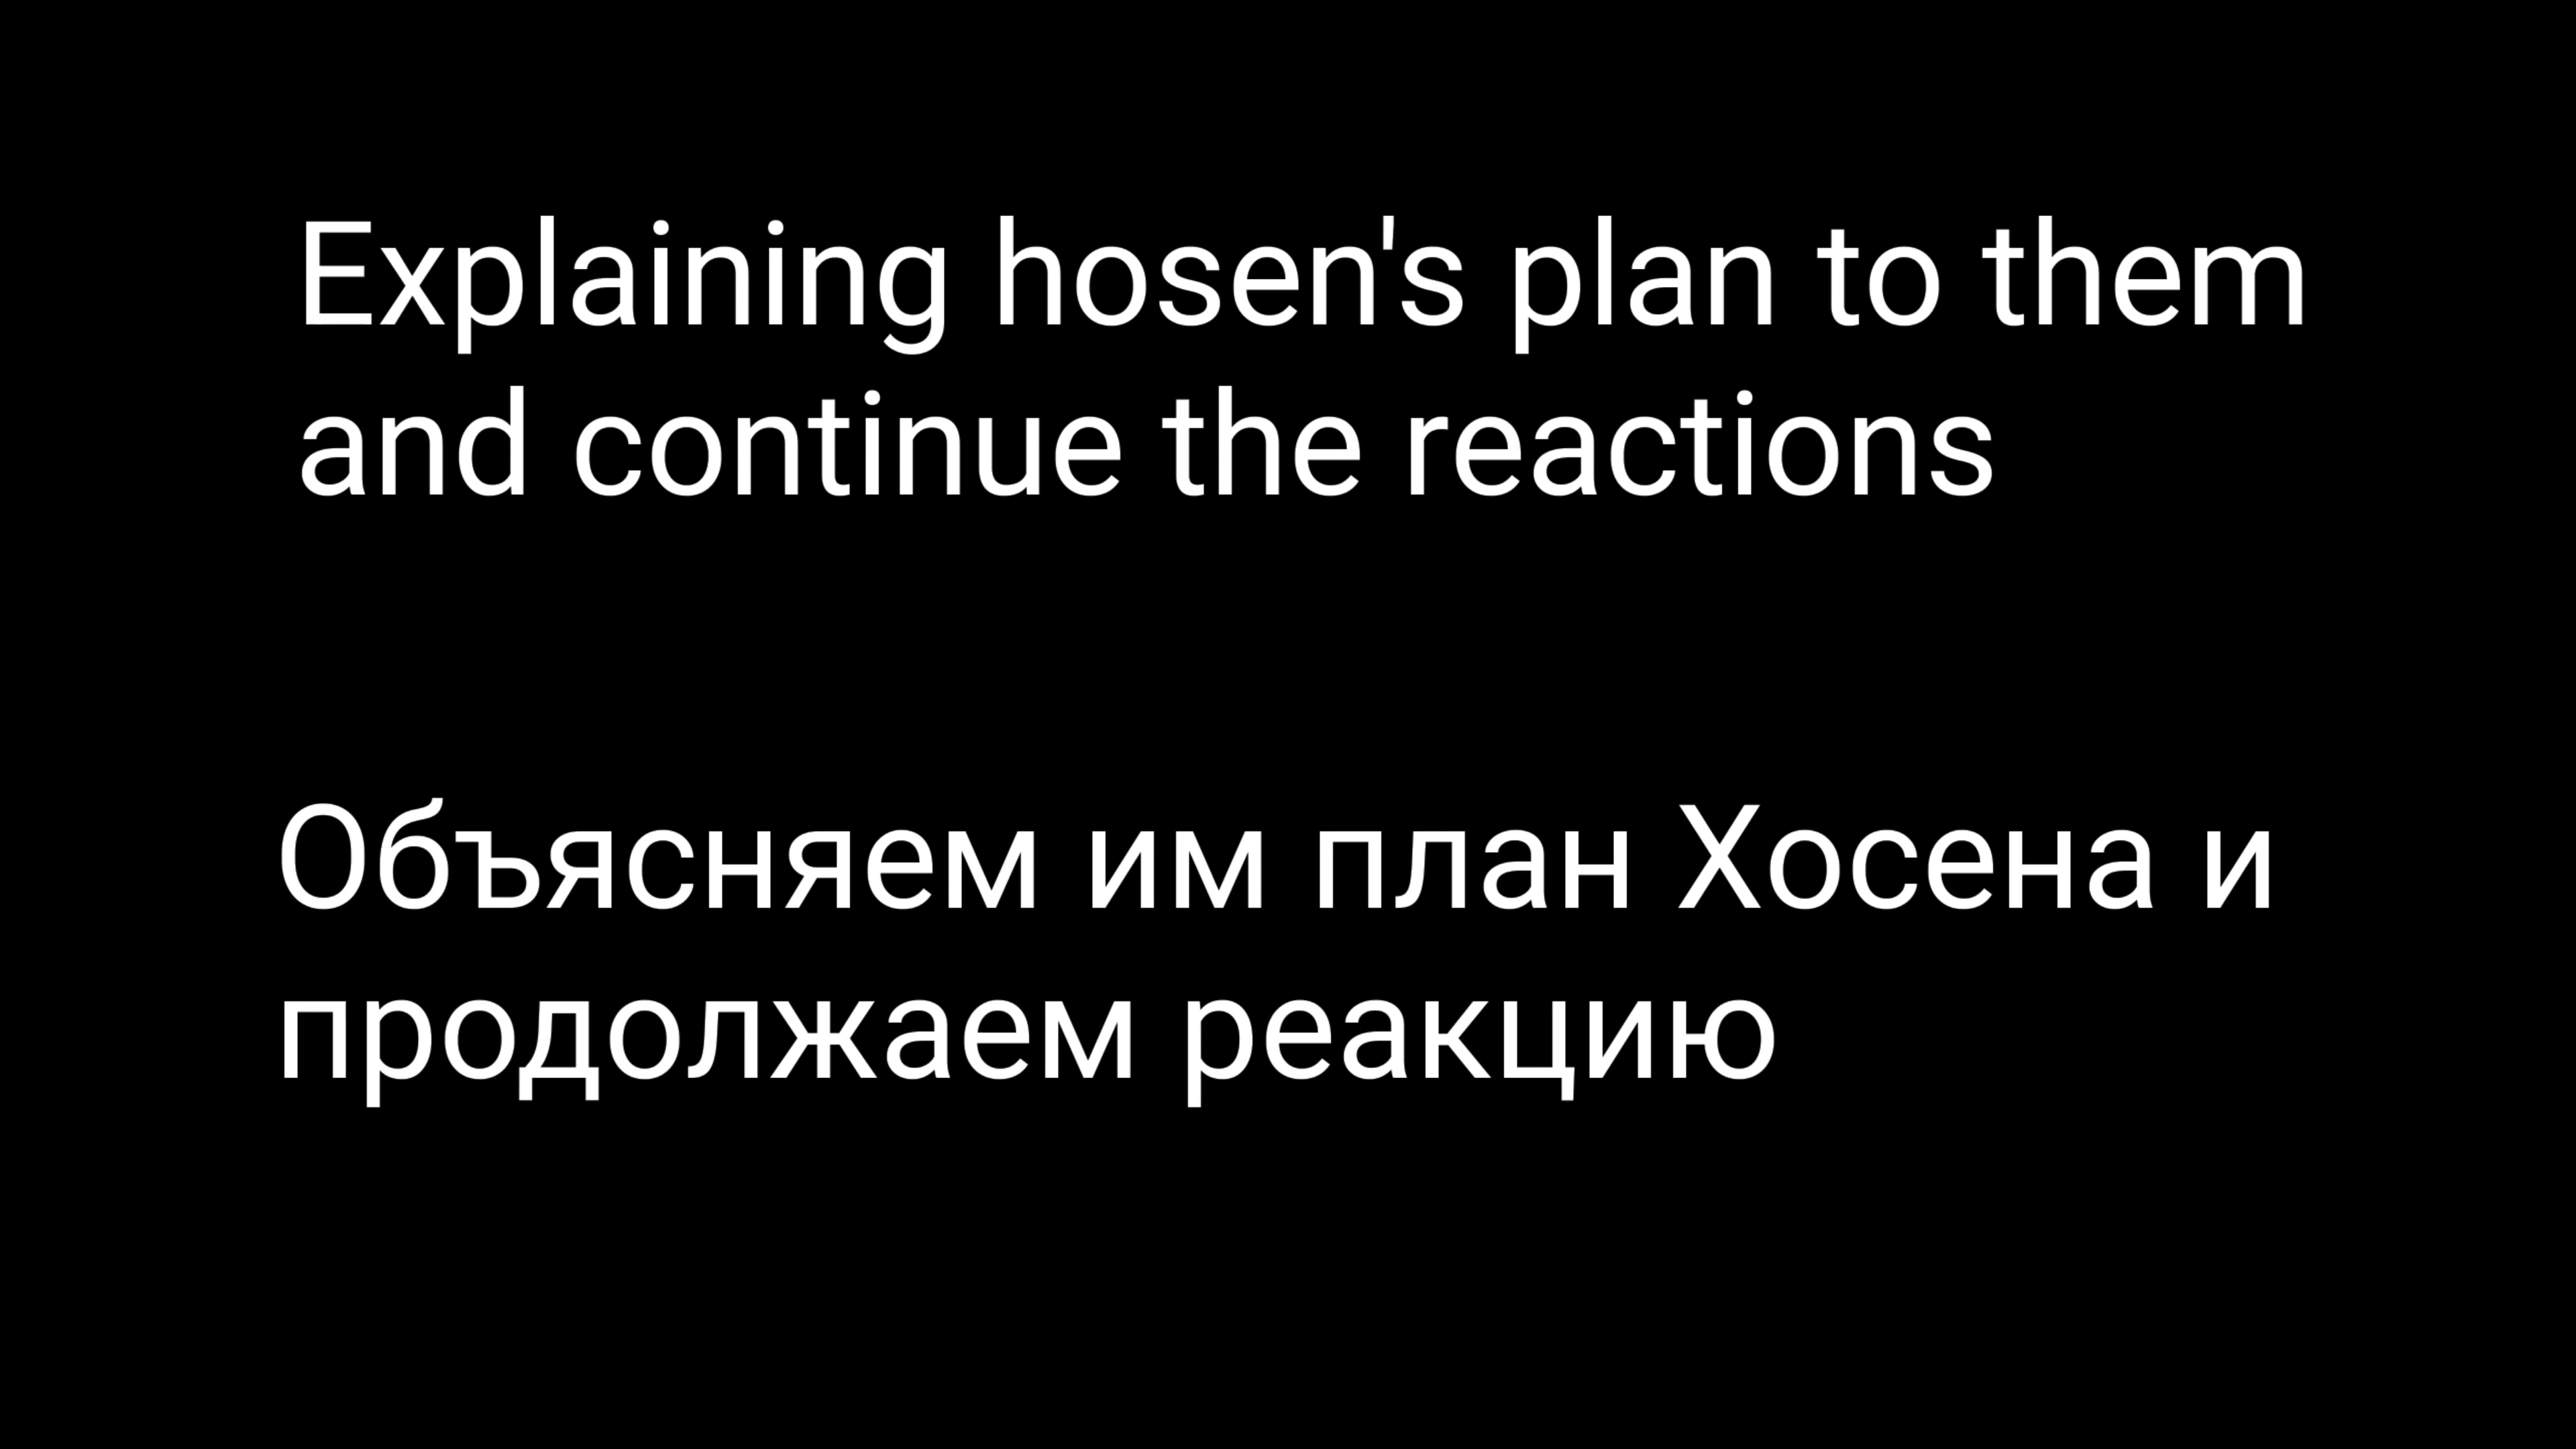 Explaining hosen's plan to them
and continue the reactions
Объясняем им план Хосена и
продолжаем реакцию